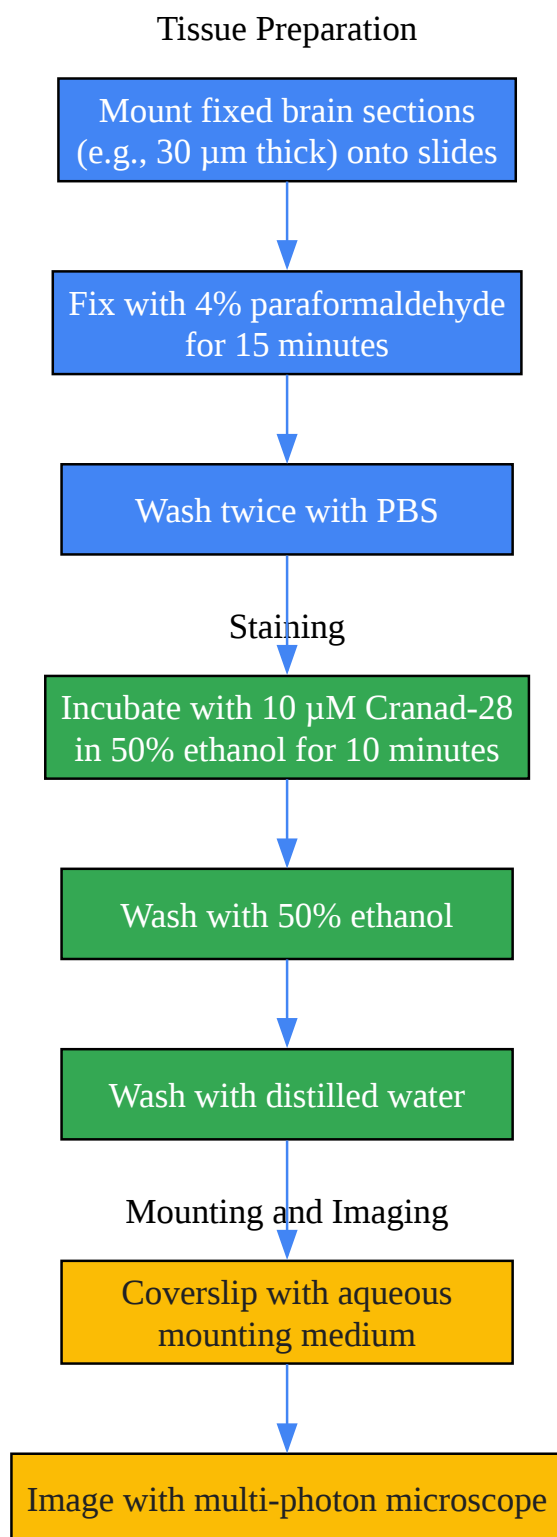 Tissue Preparation
Mount fixed brain sections
(e.g., 30 µm thick) onto slides
Fix with 4% paraformaldehyde
for 15 minutes
Wash twice with PBS
Staining
Incubate with 10 µM Cranad-28
in 50% ethanol for 10 minutes
Wash with 50% ethanol
Wash with distilled water
Mounting and Imaging
Coverslip with aqueous
mounting medium
Image with multi-photon microscope